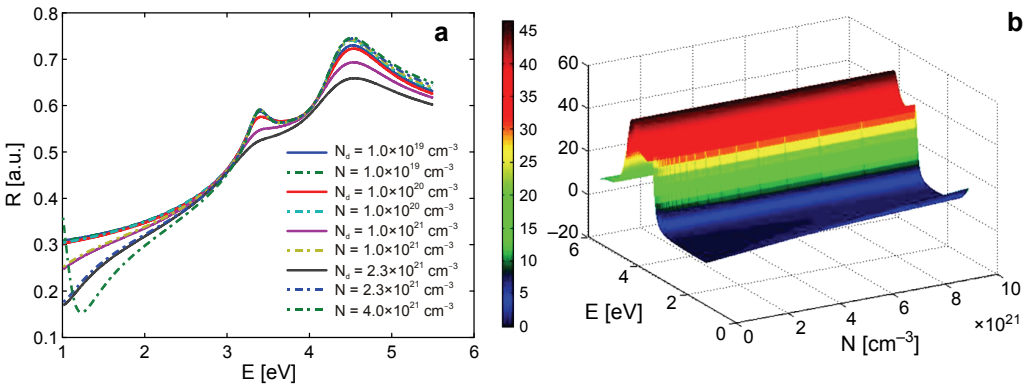 a
R [a.u.]
0.8
0.7
0.6
0.5
0.4
0.3
0.2
0.1
1
2
3
4
5
6
E [eV]
N_d = 1.0×10^19 cm^−3
N = 1.0×10^19 cm^−3
N_d = 1.0×10^20 cm^−3
N = 1.0×10^20 cm^−3
N_d = 1.0×10^21 cm^−3
N = 1.0×10^21 cm^−3
N_d = 2.3×10^21 cm^−3
N = 2.3×10^21 cm^−3
N = 4.0×10^21 cm^−3
b
45
40
35
30
25
20
15
10
5
0
60
40
20
0
−20
6
4
2
0
E [eV]
0
2
4
6
8
10
×10^21
N [cm^−3]